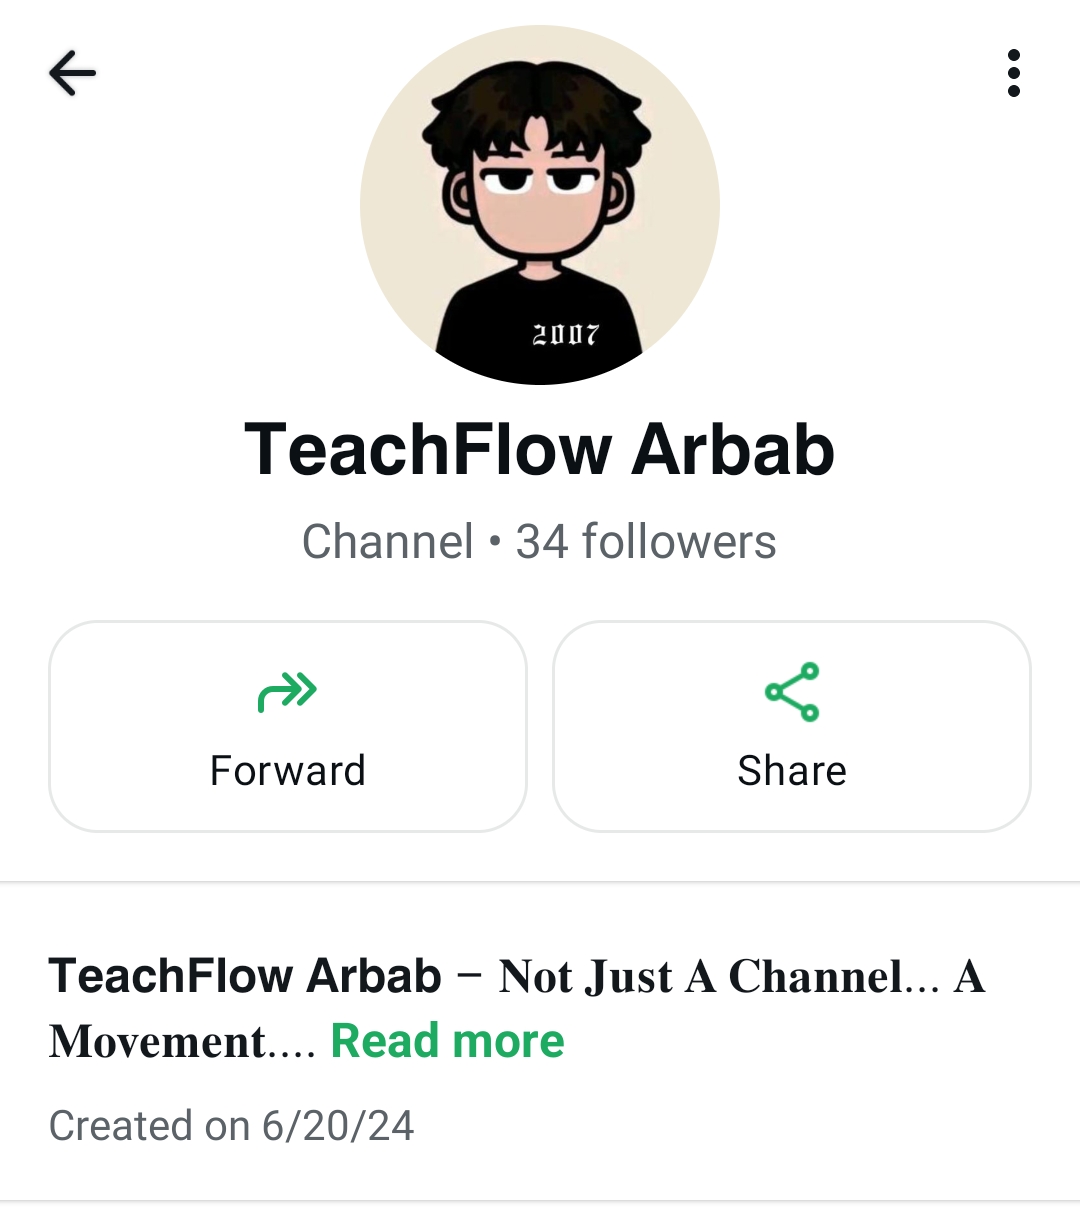 2007
TeachFlow Arbab
Channel • 34 followers
Forward
Share
TeachFlow Arbab – 𝐍𝐨𝐭 𝐉𝐮𝐬𝐭 𝐀 𝐂𝐡𝐚𝐧𝐧𝐞𝐥... 𝐀
𝐌𝐨𝐯𝐞𝐦𝐞𝐧𝐭.... Read more
Created on 6/20/24